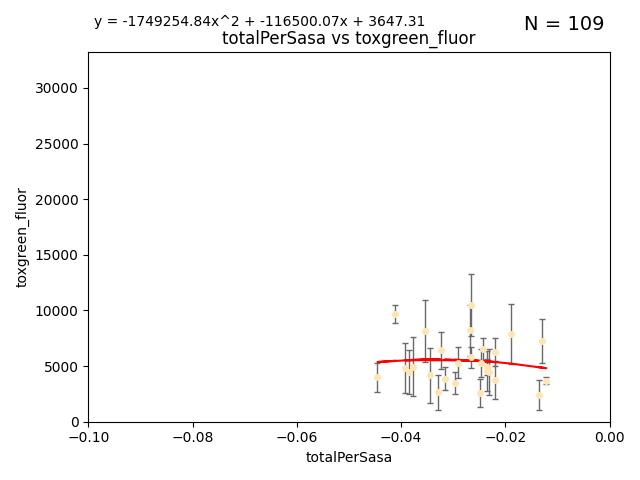 y = -1749254.84x^2 + -116500.07x + 3647.31
N = 109
totalPerSasa vs toxgreen_fluor
toxgreen_fluor
30000
25000
20000
15000
10000
5000
0
−0.10
−0.08
−0.06
−0.04
−0.02
0.00
totalPerSasa